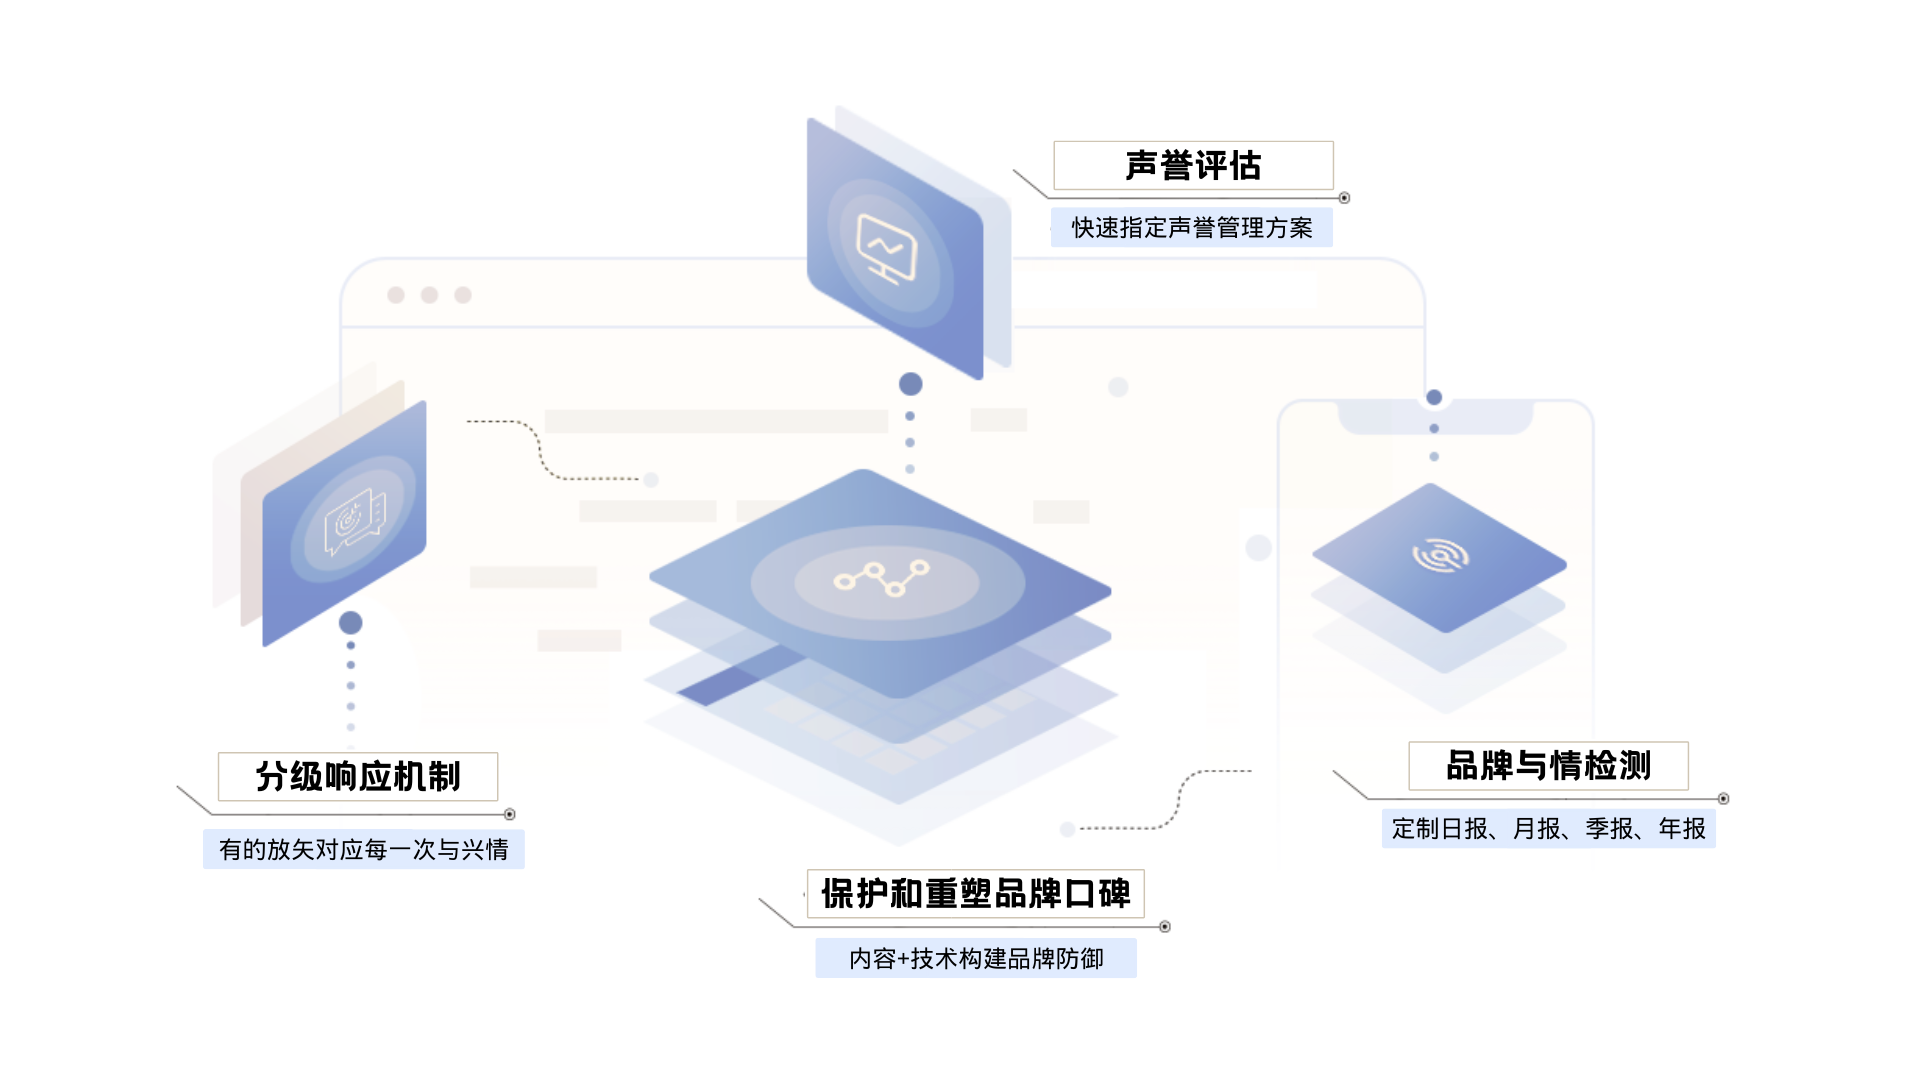 声誉评估
快速指定声誉管理方案
分级响应机制
有的放矢对应每一次与兴情
品牌与情检测
定制日报、月报、季报、年报
保护和重塑品牌口碑
内容+技术构建品牌防御